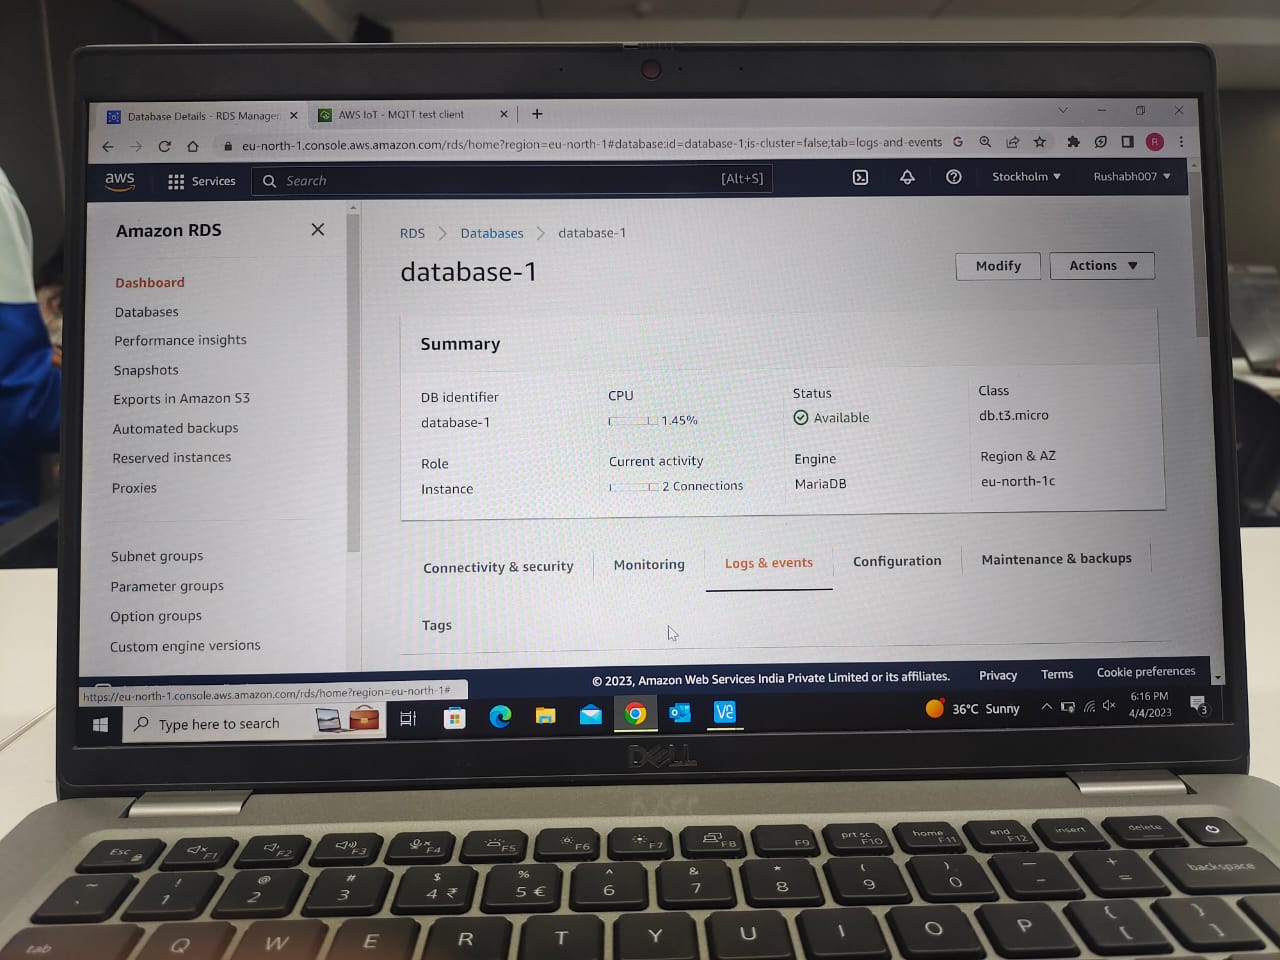 Database Details - RDS Manager
AWS IoT - MQTT test client
eu-north-1.console.aws.amazon.com/rds/home?region=eu-north-1#database:id=database-1;is-cluster=false;tab=logs-and-events
R
aws
Services
Search
[Alt+S]
Stockholm
Rushabh007
Amazon RDS
Dashboard
Databases
Performance insights
Snapshots
Exports in Amazon S3
Automated backups
Reserved instances
Proxies
Subnet groups
Parameter groups
Option groups
Custom engine versions
RDS
Databases
database-1
database-1
Modify
Actions
Summary
DB identifier
database-1
CPU
1.45%
Status
Available
Class
db.t3.micro
Role
Instance
Current activity
2 Connections
Engine
MariaDB
Region & AZ
eu-north-1c
Connectivity & security
Monitoring
Logs & events
Configuration
Maintenance & backups
Tags
https://eu-north-1.console.aws.amazon.com/rds/home?region=eu-north-1#
© 2023, Amazon Web Services India Private Limited or its affiliates.
Privacy
Terms
Cookie preferences
Type here to search
36°C Sunny
6:16 PM
4/4/2023
3
DELL
Esc F1 F2 F3 F4 F5 F6 F7 F8 F9 prt sc F10 home F11 end F12 insert delete
~ ` ! 1 @ 2 # 3 $ 4 ₹ % 5 € ^ 6 & 7 * 8 ( 9 ) 0 _ - + = backspace
tab Q W E R T Y U I O P { [ } ]